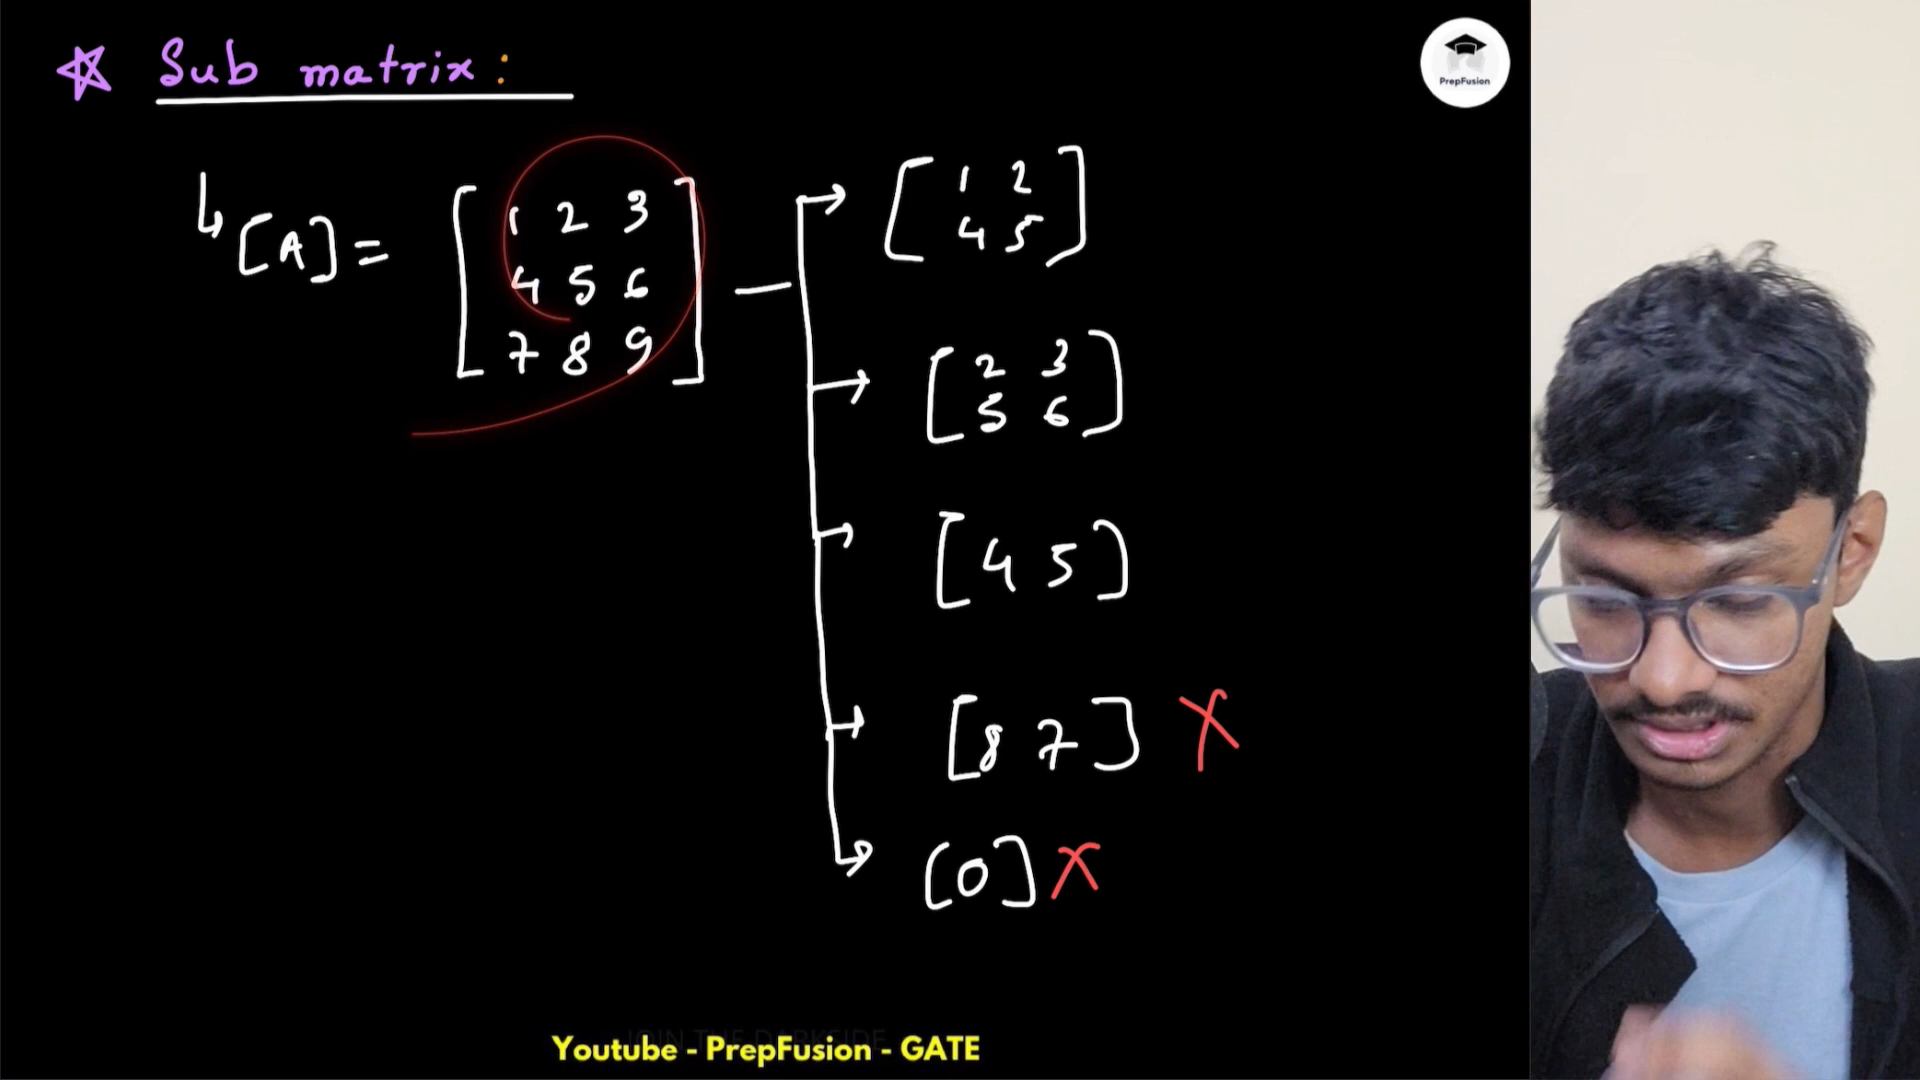 ☆ Sub matrix :
PrepFusion
↳ [A] = [ 1 2 3
4 5 6
7 8 9 ]
→ [ 1 2
4 5 ]
→ [ 2 3
5 6 ]
→ [ 4 5 ]
→ [ 8 7 ] X
→ [0] X
Youtube - PrepFusion - GATE